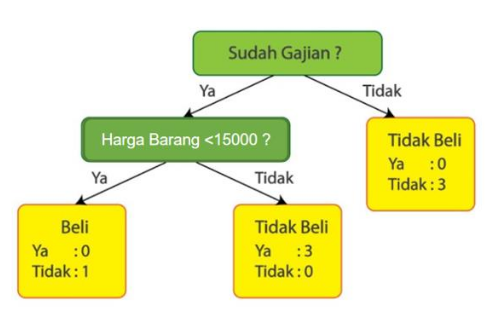 Sudah Gajian ?
Ya
Tidak
Harga Barang <15000 ?
Tidak Beli
Ya : 0
Tidak : 3
Ya
Tidak
Beli
Ya : 0
Tidak : 1
Tidak Beli
Ya : 3
Tidak : 0